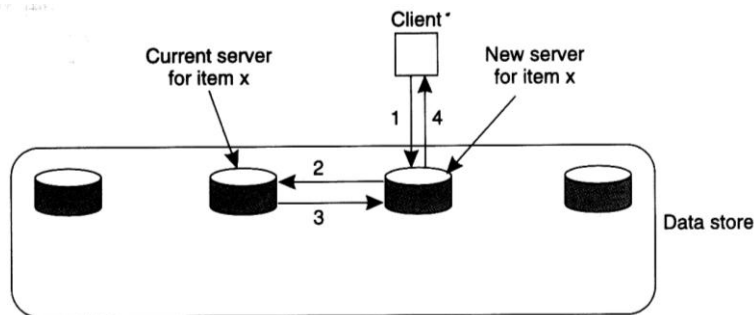 Client
Current server
for item x
New server
for item x
1
4
2
3
Data store